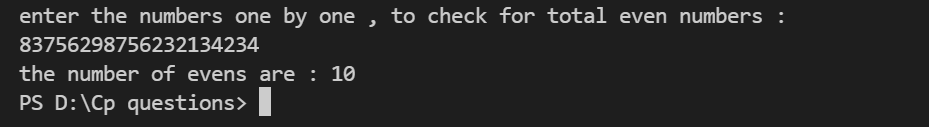 enter the numbers one by one , to check for total even numbers :
83756298756232134234
the number of evens are : 10
PS D:\Cp questions>